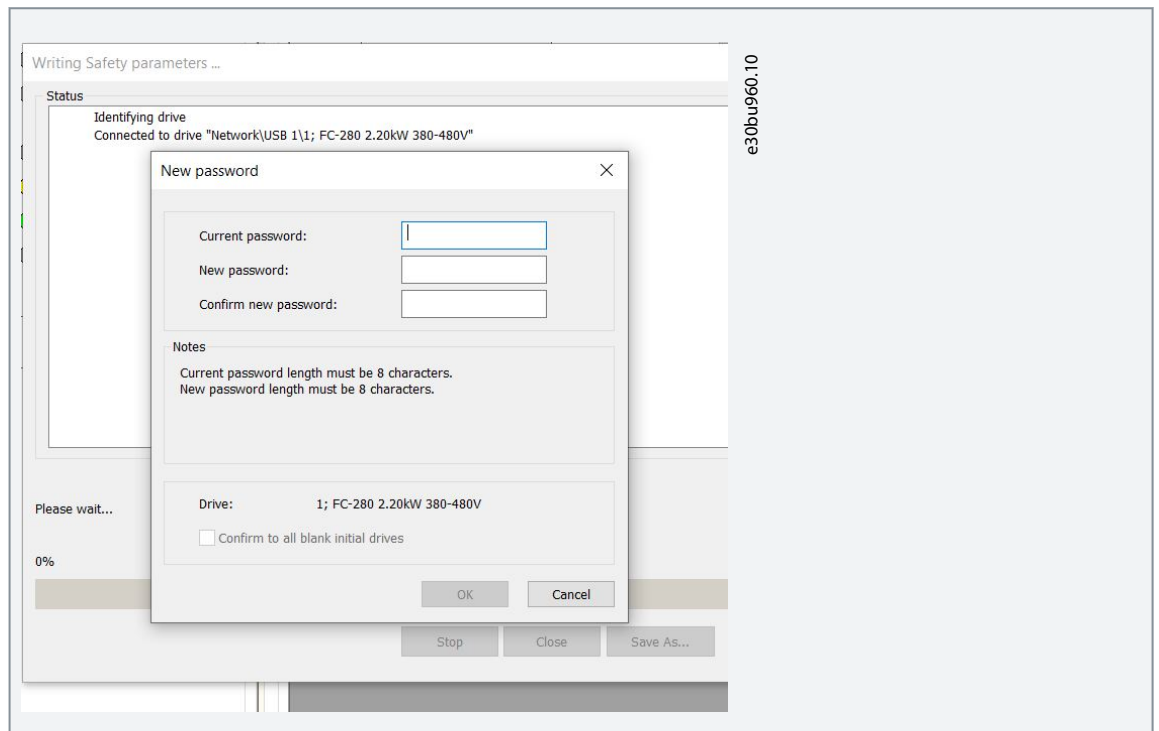 Writing Safety parameters ...
Status
Identifying drive
Connected to drive "Network\USB 1\1; FC-280 2.20kW 380-480V"
New password
Current password:
New password:
Confirm new password:
Notes
Current password length must be 8 characters.
New password length must be 8 characters.
Drive: 1; FC-280 2.20kW 380-480V
Confirm to all blank initial drives
OK Cancel
Please wait...
0%
Stop Close Save As...
e30bu960.10